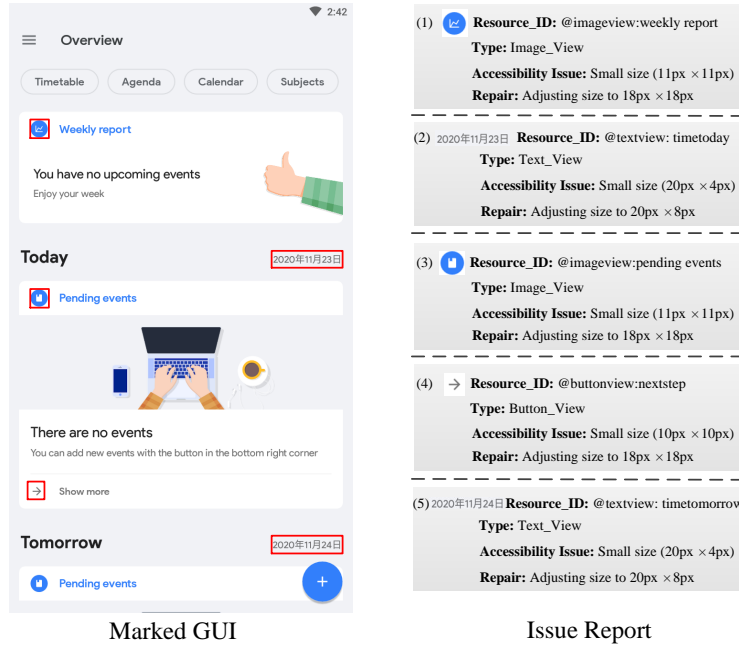 2:42
Overview
Timetable Agenda Calendar Subjects
Weekly report
You have no upcoming events
Enjoy your week
Today
2020年11月23日
Pending events
There are no events
You can add new events with the button in the bottom right corner
Show more
Tomorrow
2020年11月24日
Pending events
+
Marked GUI
(1) Resource_ID: @imageview:weekly report
Type: Image_View
Accessibility Issue: Small size (11px ×11px)
Repair: Adjusting size to 18px ×18px
(2) 2020年11月23日 Resource_ID: @textview: timetoday
Type: Text_View
Accessibility Issue: Small size (20px ×4px)
Repair: Adjusting size to 20px ×8px
(3) Resource_ID: @imageview:pending events
Type: Image_View
Accessibility Issue: Small size (11px ×11px)
Repair: Adjusting size to 18px ×18px
(4) Resource_ID: @buttonview:nextstep
Type: Button_View
Accessibility Issue: Small size (10px ×10px)
Repair: Adjusting size to 18px ×18px
(5) 2020年11月24日 Resource_ID: @textview: timetomorrow
Type: Text_View
Accessibility Issue: Small size (20px ×4px)
Repair: Adjusting size to 20px ×8px
Issue Report